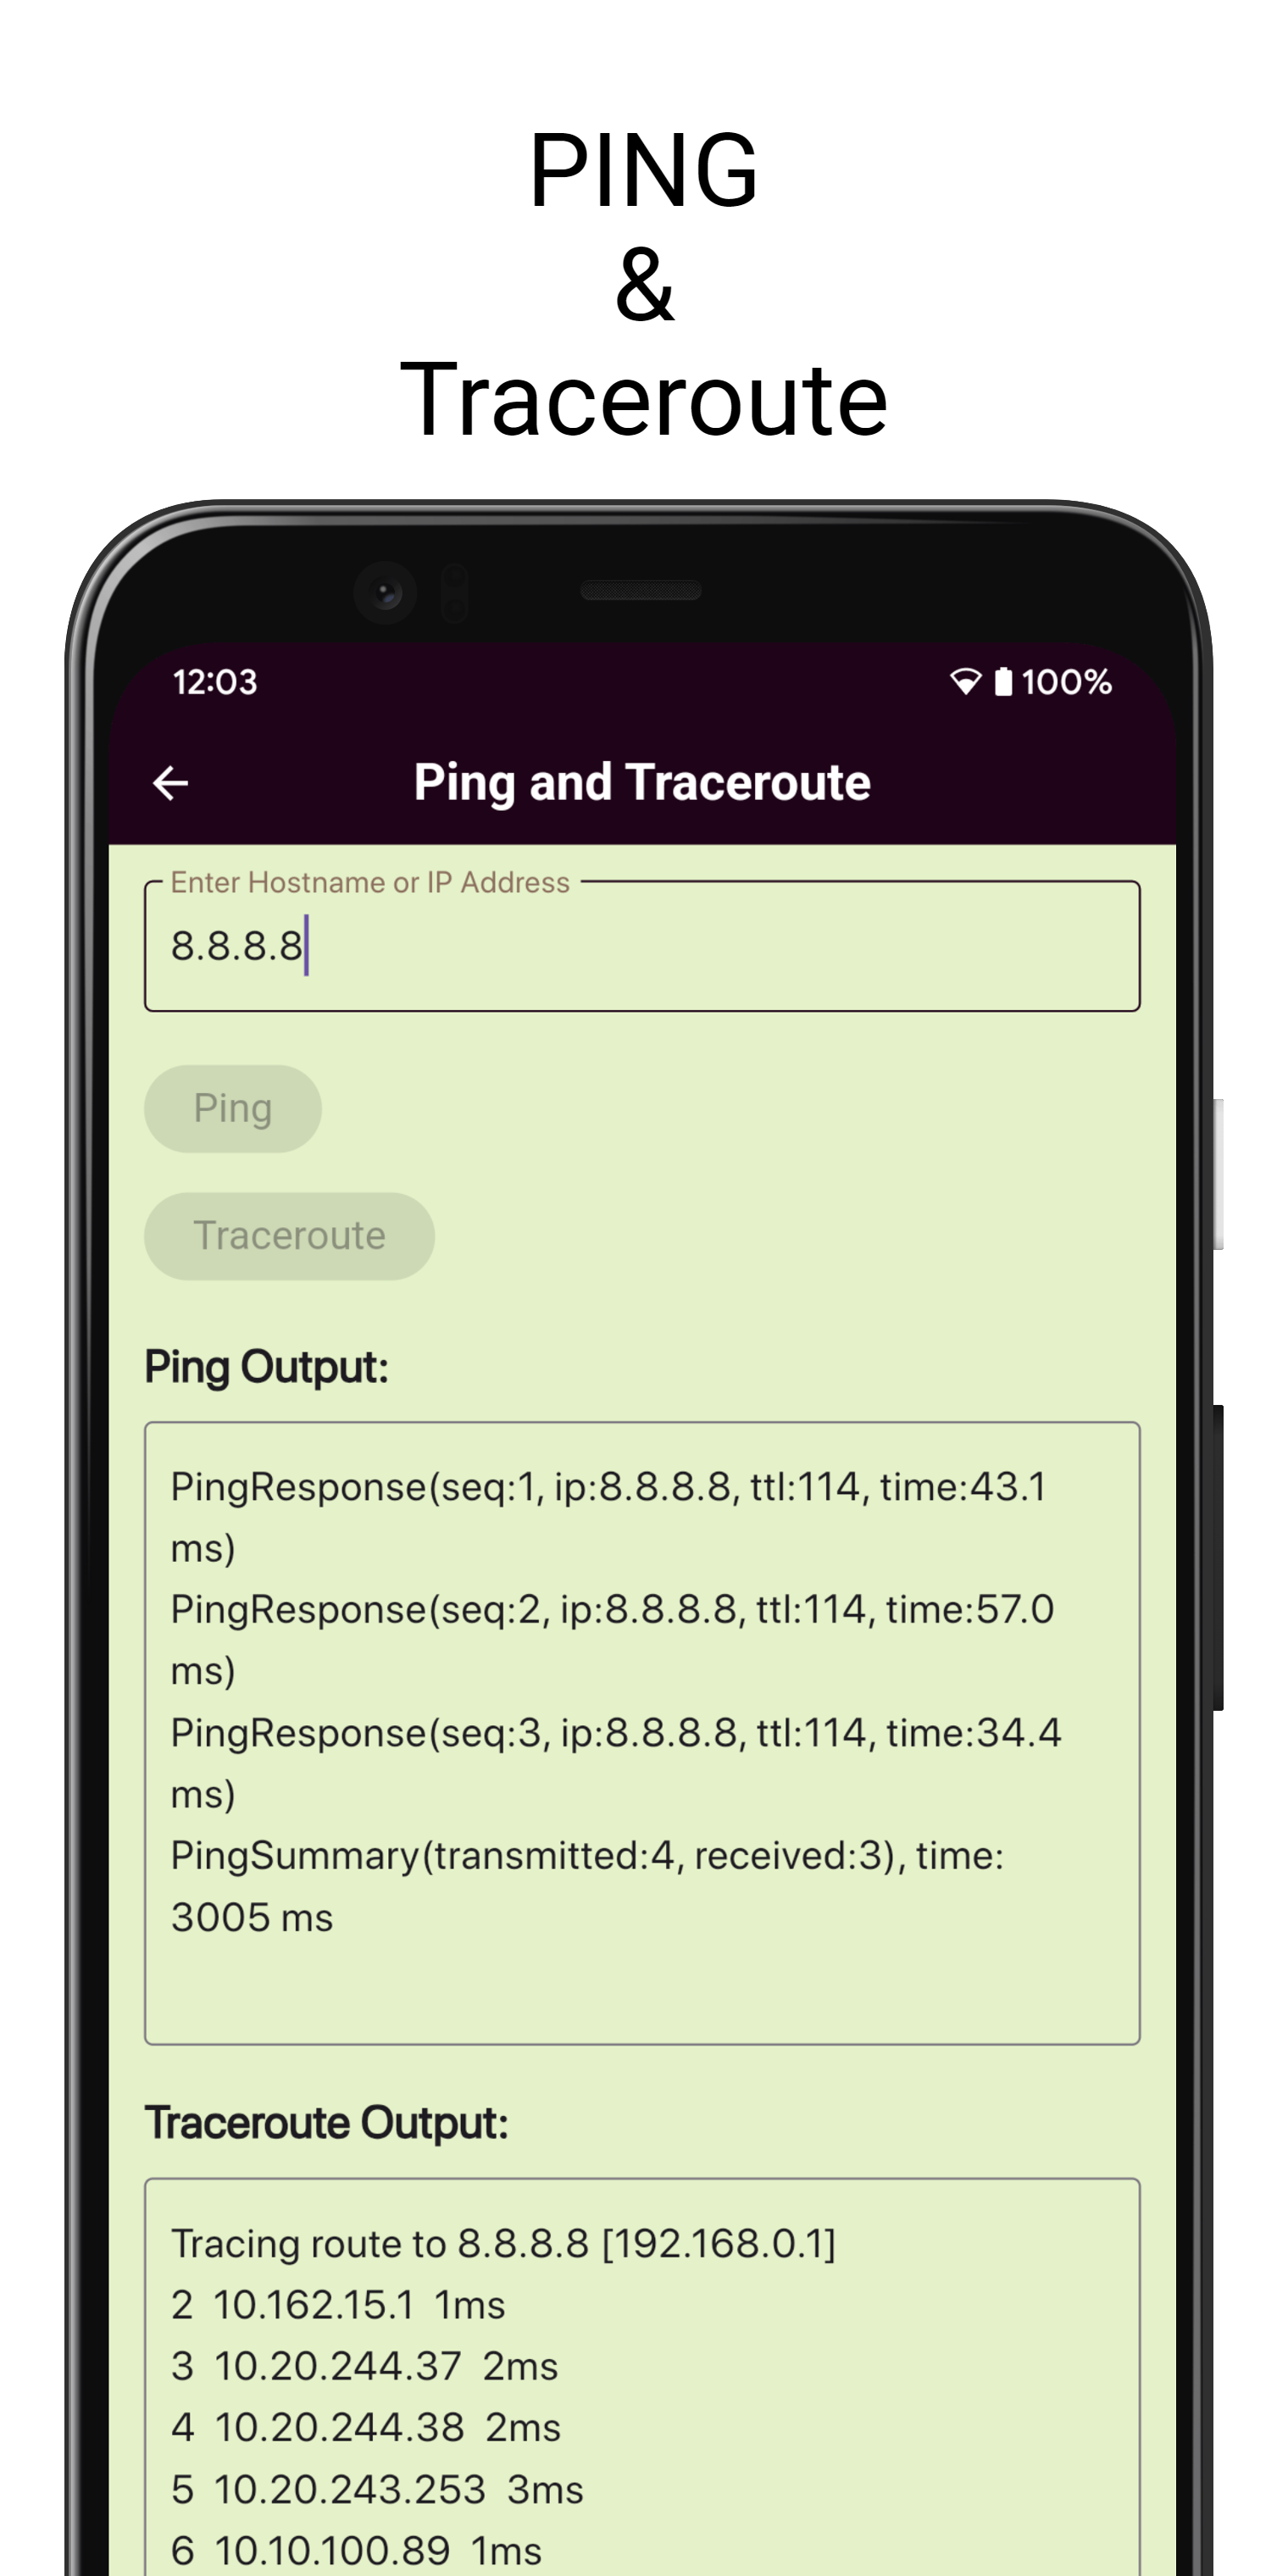 PING
&
Traceroute
12:03
100%
Ping and Traceroute
Enter Hostname or IP Address
8.8.8.8
Ping
Traceroute
Ping Output:
PingResponse(seq:1, ip:8.8.8.8, ttl:114, time:43.1
ms)
PingResponse(seq:2, ip:8.8.8.8, ttl:114, time:57.0
ms)
PingResponse(seq:3, ip:8.8.8.8, ttl:114, time:34.4
ms)
PingSummary(transmitted:4, received:3), time:
3005 ms
Traceroute Output:
Tracing route to 8.8.8.8 [192.168.0.1]
2 10.162.15.1 1ms
3 10.20.244.37 2ms
4 10.20.244.38 2ms
5 10.20.243.253 3ms
6 10.10.100.89 1ms